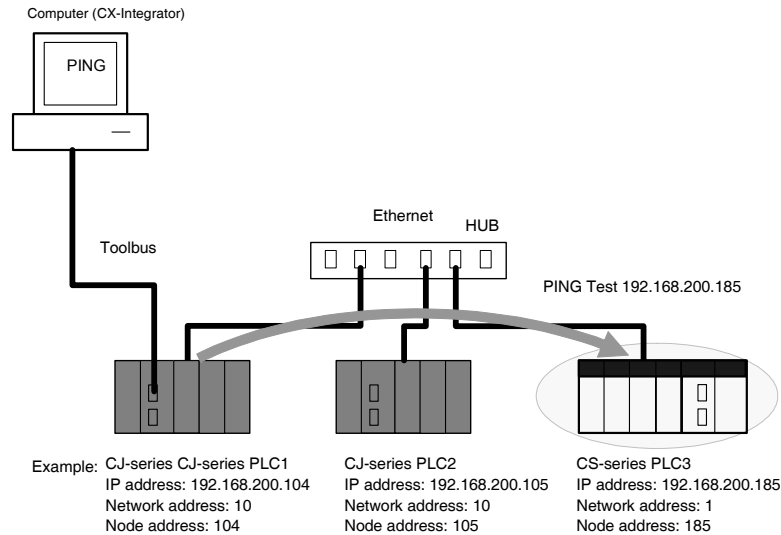 Computer (CX-Integrator)
PING
Ethernet
HUB
Toolbus
PING Test 192.168.200.185
Example: CJ-series CJ-series PLC1
IP address: 192.168.200.104
Network address: 10
Node address: 104
CJ-series PLC2
IP address: 192.168.200.105
Network address: 10
Node address: 105
CS-series PLC3
IP address: 192.168.200.185
Network address: 1
Node address: 185